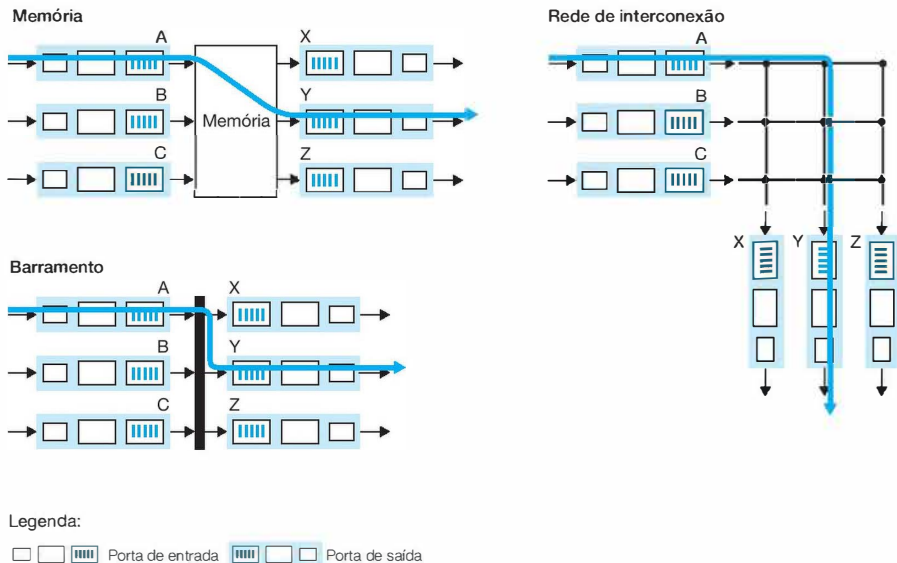 Memória
A
X
B
Memória
Y
C
Z
Rede de interconexão
A
B
C
X
Y
Z
Barramento
A
X
B
Y
C
Z
Legenda:
Porta de entrada
Porta de saída